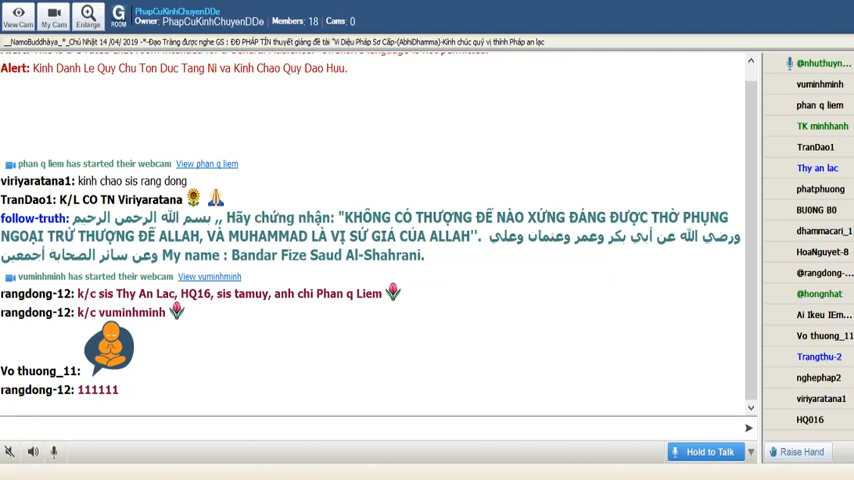 PhapCuKinhChuyenDDe
Owner: PhapCuKinhChuyenDDe Members: 18 Cams: 0
View Cam My Cam Enlarge G ROOM
__NamoBuddhàya_*_Chú Nhật 14 /04/ 2019 -*-Đạo Tràng được nghe GS : ĐĐ PHÁP TÍN thuyết giảng đề tài "Vi Diệu Pháp Sơ Cấp-(AbhiDhamma)-Kính chúc quý vị thính Pháp an lạc
Alert: Kinh Danh Le Quy Chu Ton Duc Tang Ni va Kinh Chao Quy Dao Huu.
phan q liem has started their webcam View phan q liem
viriyaratana1: kinh chao sis rang dong
TranDao1: K/L CO TN Viriyaratana
follow-truth: بسم الله الرحمن الرحيم ,, Hãy chứng nhận: "KHÔNG CÓ THƯỢNG ĐẾ NÀO XỨNG ĐÁNG ĐƯỢC THỜ PHỤNG
NGOẠI TRỪ THƯỢNG ĐẾ ALLAH, VÀ MUHAMMAD LÀ VỊ SỨ GIẢ CỦA ALLAH". ورضي الله عن أبي بكر وعمر وعثمان وعلي
وعن سائر الصحابة أجمعين My name : Bandar Fize Saud Al-Shahrani.
vuminhminh has started their webcam View vuminhminh
rangdong-12: k/c sis Thy An Lac, HQ16, sis tamuy, anh chi Phan q Liem
rangdong-12: k/c vuminhminh
Vo thuong_11:
rangdong-12: 111111
Hold to Talk
@nhuthuyn...
vuminhminh
phan q liem
TK minhhanh
TranDao1
Thy an lac
phatphuong
BU0NG B0
dhammacari_1
HoaNguyet-8
@rangdong-...
@hongnhat
Ai Ikeu IEm...
Vo thuong_11
Trangthu-2
nghephap2
viriyaratana1
HQ016
Raise Hand